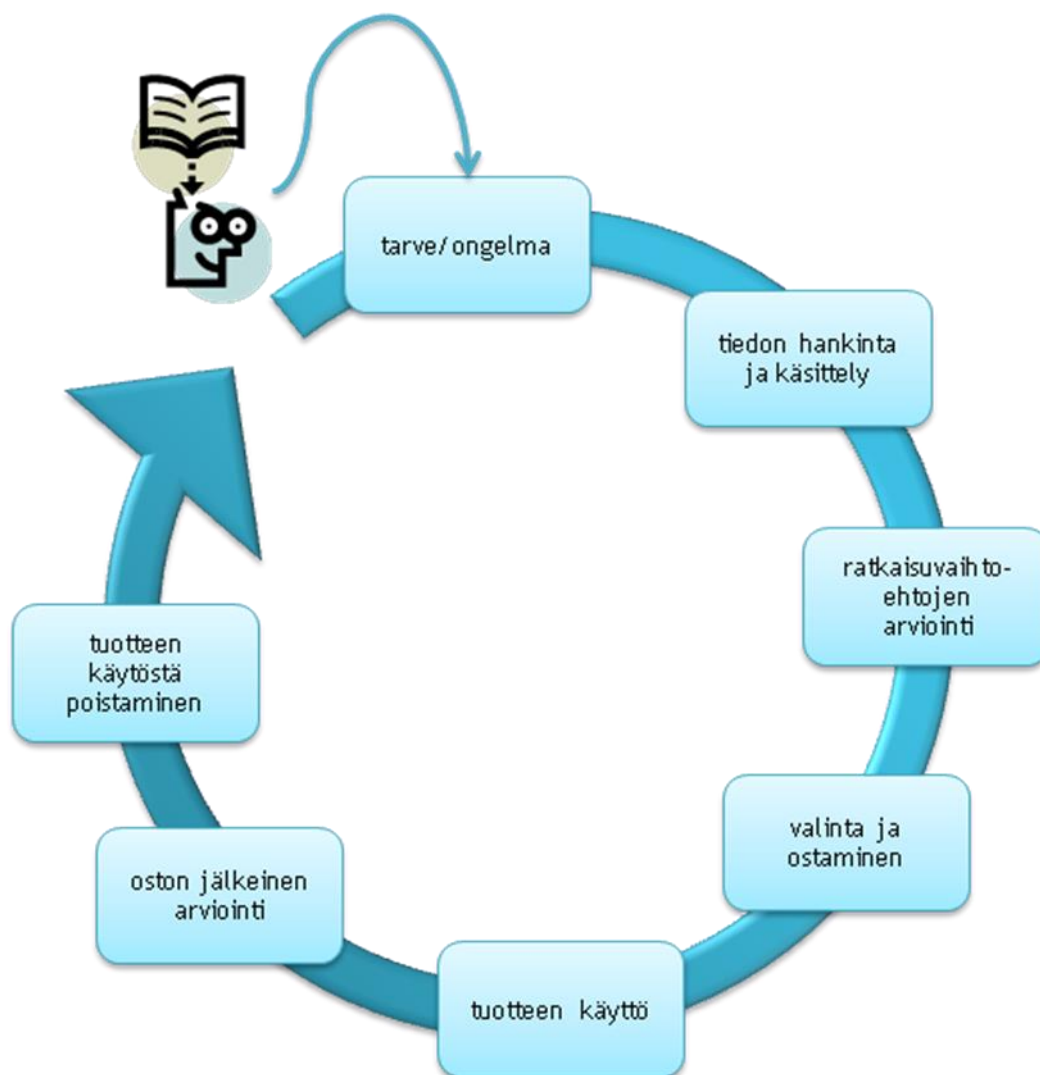 tarve/ongelma
tiedon hankinta
ja käsittely
ratkaisuvaihto-
ehtojen
arviointi
valinta ja
ostaminen
tuotteen käyttö
oston jälkeinen
arviointi
tuotteen
käytöstä
poistaminen